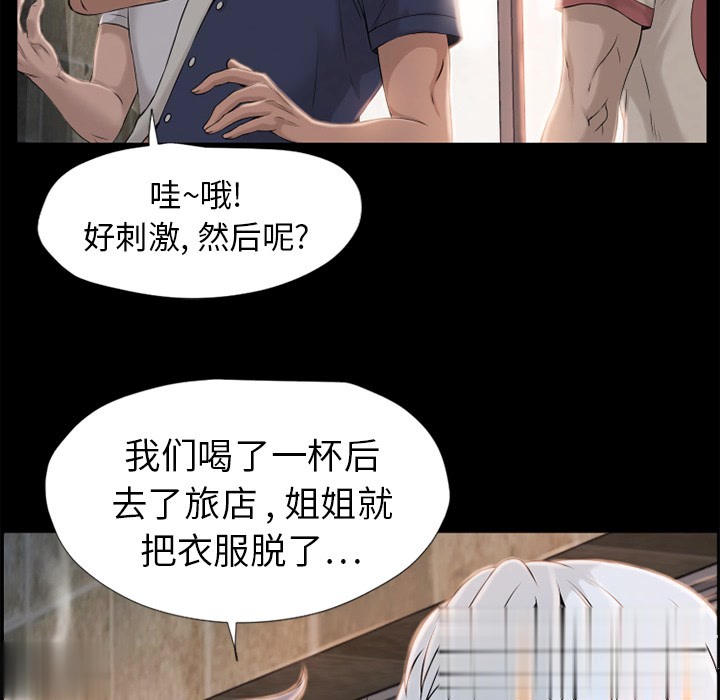 哇~哦!
好刺激, 然后呢?
我们喝了一杯后
去了旅店, 姐姐就
把衣服脱了...